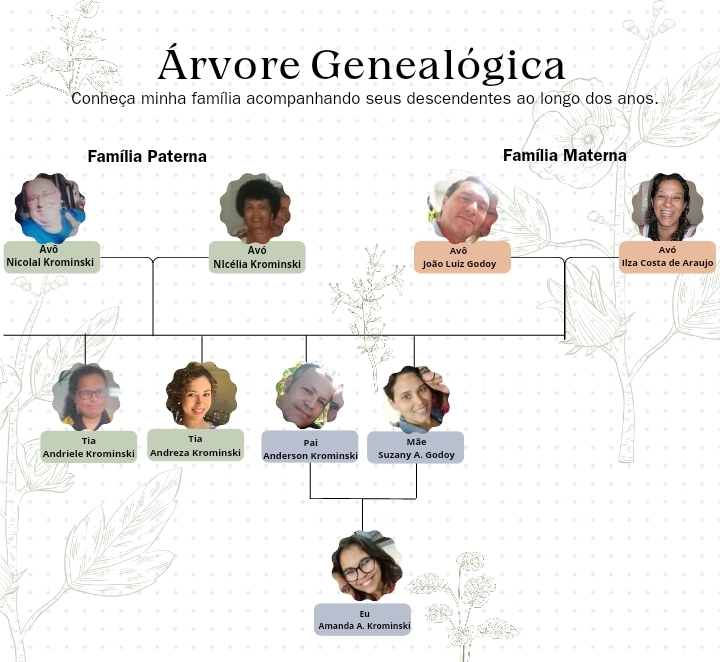 Árvore Genealógica
Conheça minha família acompanhando seus descendentes ao longo dos anos.
Família Paterna
Família Materna
Avô
Nicolal Krominski
Avó
NIcélia Krominski
Avô
João Luiz Godoy
Avó
Ilza Costa de Araujo
Tia
Andriele Krominski
Tia
Andreza Krominski
Pai
Anderson Krominski
Mãe
Suzany A. Godoy
Eu
Amanda A. Krominski